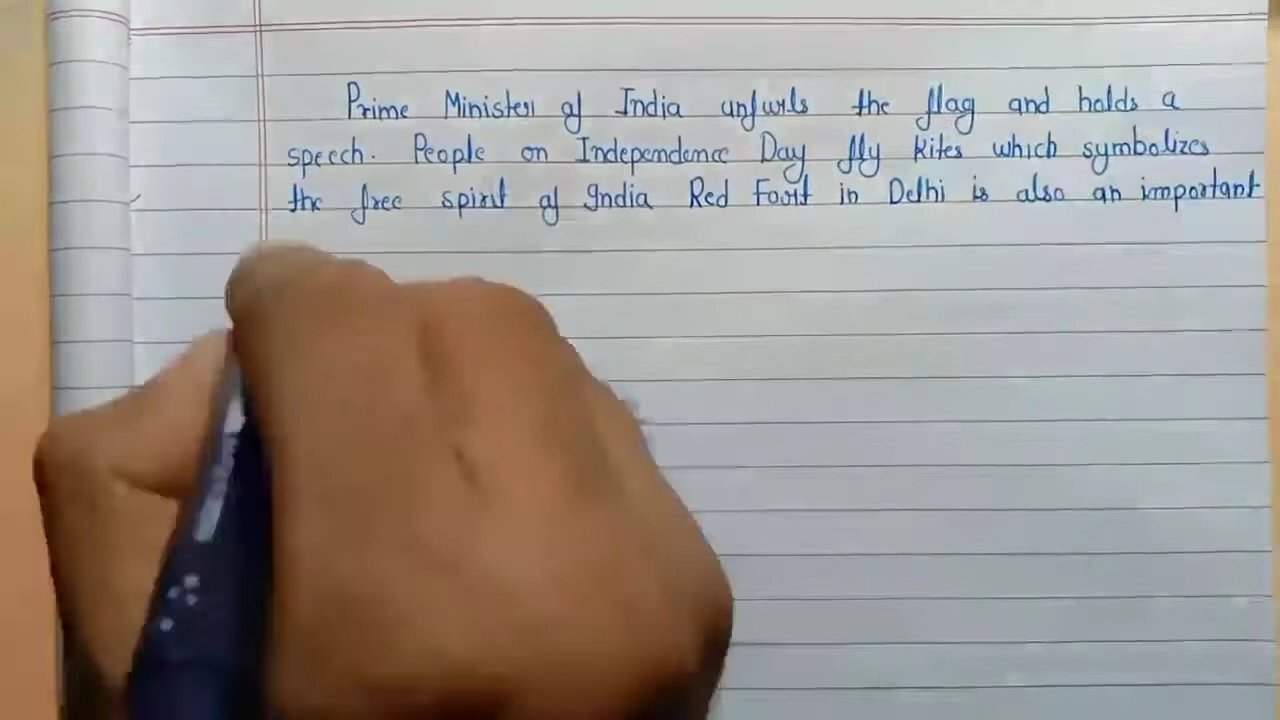 Prime Minister of India unfurls the flag and holds a
speech. People on Independence Day fly kites which symbolizes
the free spirit of India Red Fort in Delhi is also an important